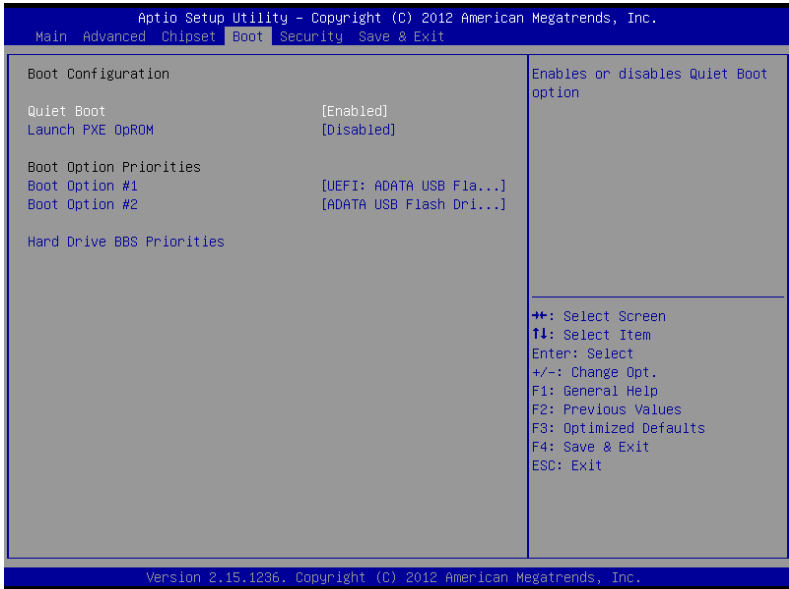 Aptio Setup Utility – Copyright (C) 2012 American Megatrends, Inc.
Main Advanced Chipset Boot Security Save & Exit
Boot Configuration
Quiet Boot [Enabled]
Launch PXE OpROM [Disabled]
Boot Option Priorities
Boot Option #1 [UEFI: ADATA USB Fla...]
Boot Option #2 [ADATA USB Flash Dri...]
Hard Drive BBS Priorities
Enables or disables Quiet Boot
option
→←: Select Screen
↑↓: Select Item
Enter: Select
+/-: Change Opt.
F1: General Help
F2: Previous Values
F3: Optimized Defaults
F4: Save & Exit
ESC: Exit
Version 2.15.1236. Copyright (C) 2012 American Megatrends, Inc.